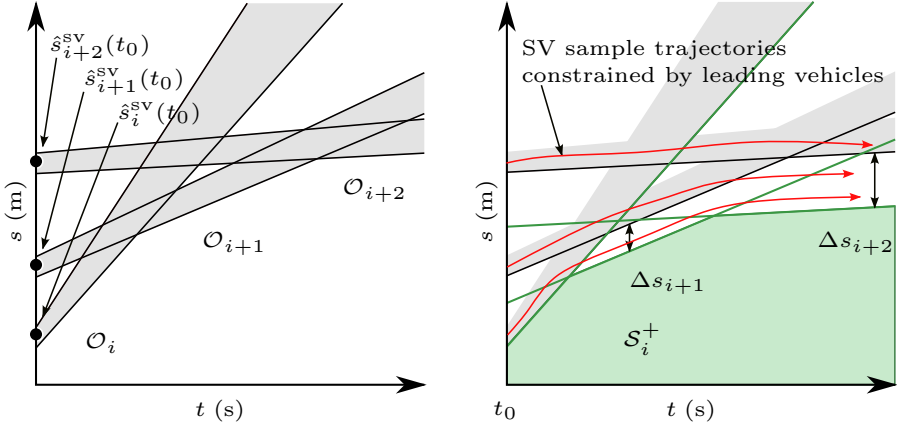 ŝ^sv_{i+2}(t_0)
ŝ^sv_{i+1}(t_0)
ŝ^sv_i(t_0)
s (m)
𝒪_{i+2}
𝒪_{i+1}
𝒪_i
t (s)
SV sample trajectories
constrained by leading vehicles
s (m)
Δs_{i+2}
Δs_{i+1}
𝒮_i^+
t_0
t (s)